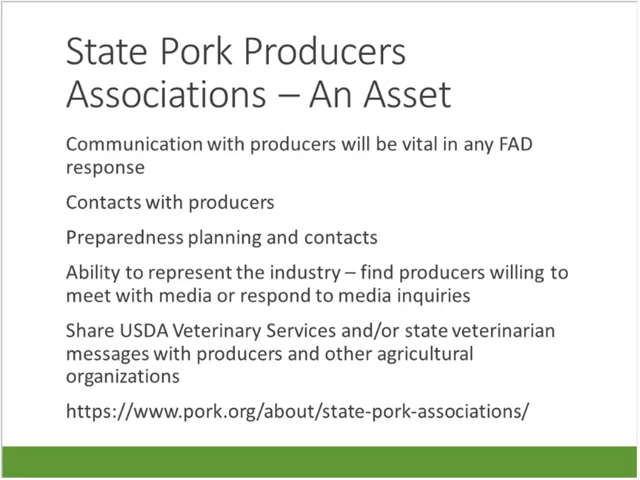 State Pork Producers
Associations – An Asset
Communication with producers will be vital in any FAD
response
Contacts with producers
Preparedness planning and contacts
Ability to represent the industry – find producers willing to
meet with media or respond to media inquiries
Share USDA Veterinary Services and/or state veterinarian
messages with producers and other agricultural
organizations
https://www.pork.org/about/state-pork-associations/